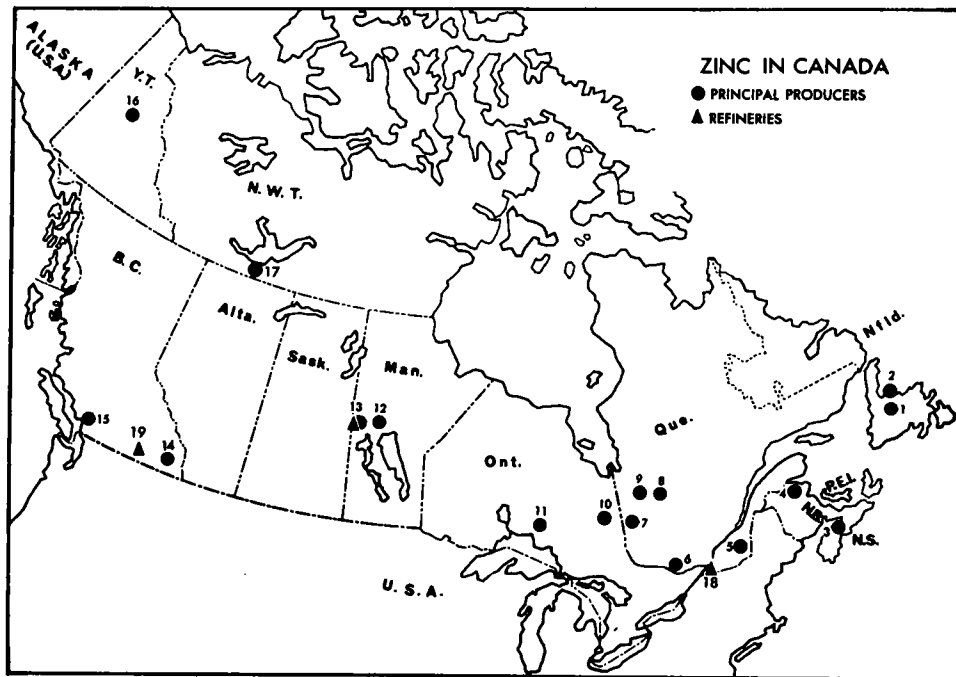 ALASKA
(U.S.A)
Y.T.
16
ZINC IN CANADA
PRINCIPAL PRODUCERS
REFINERIES
N.W.T.
17
B.C.
Alta.
Sask.
Man.
13
12
15
19
14
Ont.
11
10
9
8
7
6
Que.
Nfld.
2
1
P.E.I.
4
N.B.
3
N.S.
5
18
U.S.A.